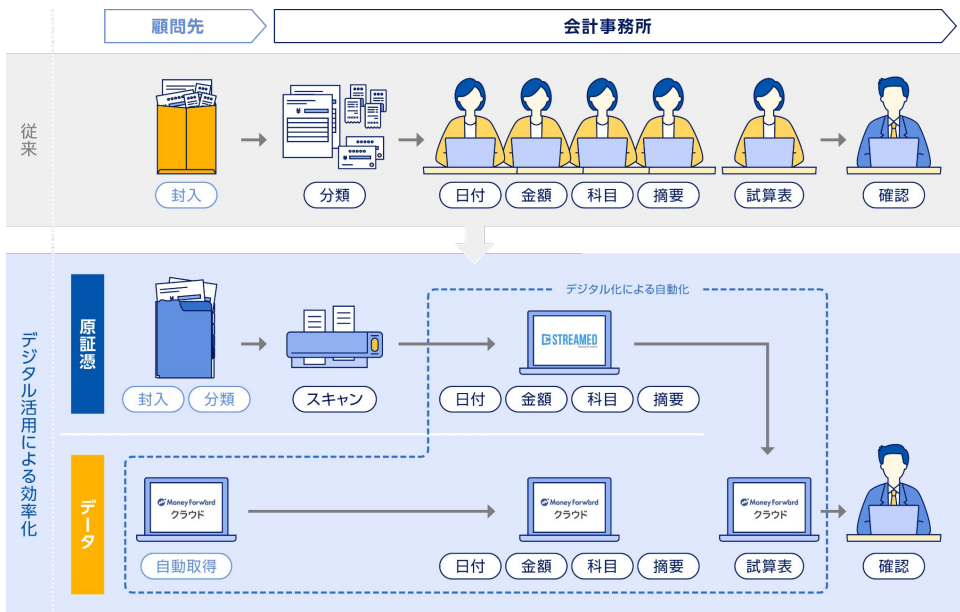 顧問先
会計事務所
従来
封入
分類
日付
金額
科目
摘要
試算表
確認
デジタル活用による効率化
原証憑
デジタル化による自動化
STREAMED
封入
分類
スキャン
日付
金額
科目
摘要
データ
Money Forward
クラウド
Money Forward
クラウド
Money Forward
クラウド
自動取得
日付
金額
科目
摘要
試算表
確認